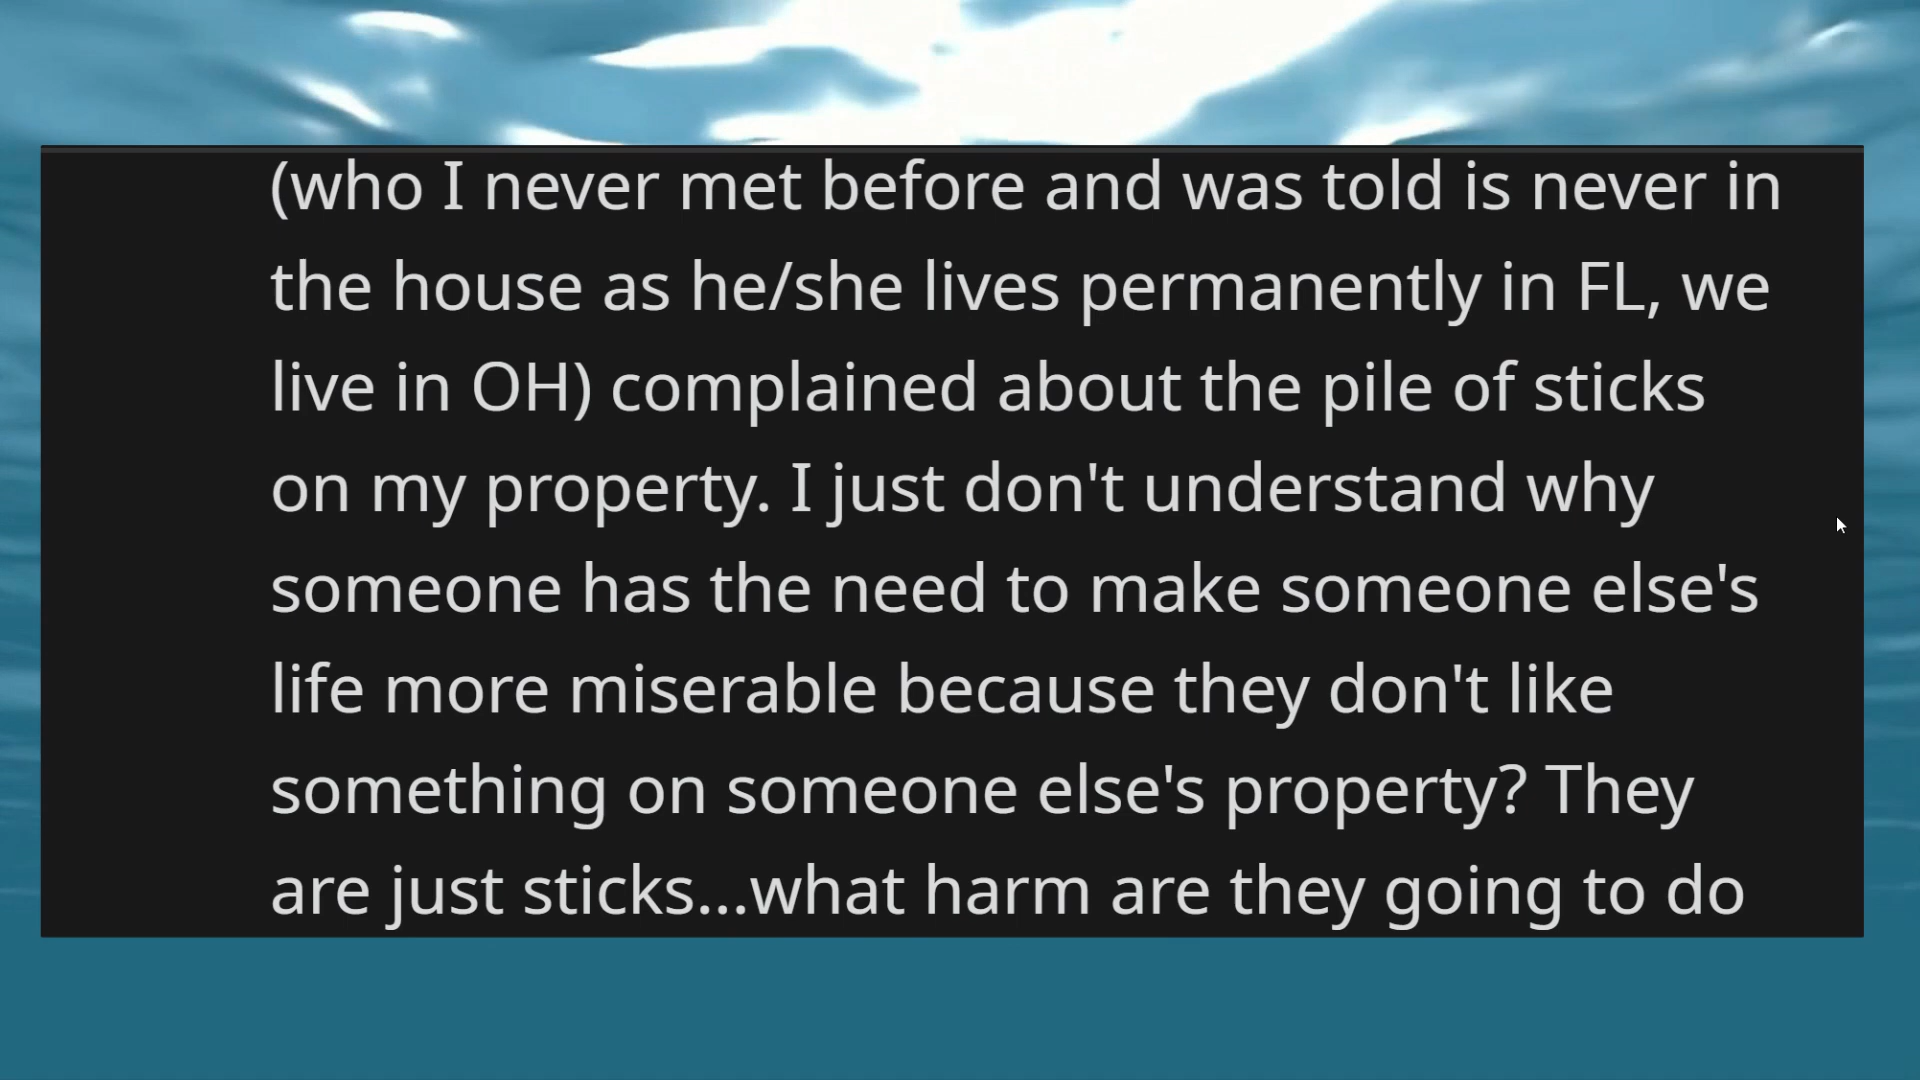 (who I never met before and was told is never in
the house as he/she lives permanently in FL, we
live in OH) complained about the pile of sticks
on my property. I just don't understand why
someone has the need to make someone else's
life more miserable because they don't like
something on someone else's property? They
are just sticks...what harm are they going to do